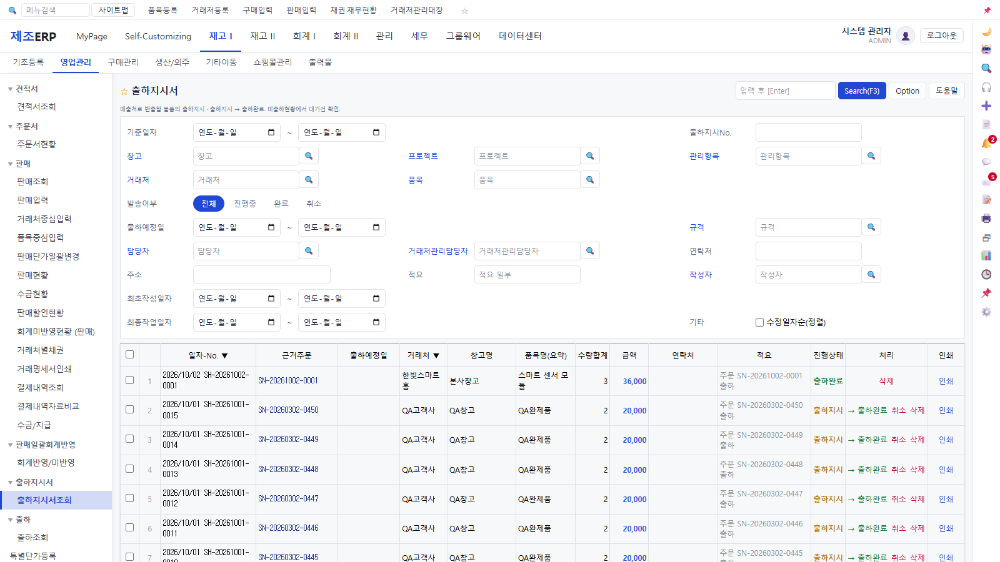 메뉴검색 사이트맵 품목등록 거래처등록 구매입력 판매입력 채권·채무현황 거래처관리대장 ☆
제조ERP MyPage Self-Customizing 재고 I 재고 II 회계 I 회계 II 관리 세무 그룹웨어 데이터센터 시스템 관리자 로그아웃
ADMIN
기초등록 영업관리 구매관리 생산/외주 기타이동 쇼핑몰관리 출력물
▼ 견적서
견적서조회
▼ 주문서
주문서현황
▼ 판매
판매조회
판매입력
거래처중심입력
품목중심입력
판매단가일괄변경
판매현황
수금현황
판매할인현황
회계미반영현황 (판매)
거래처별채권
거래명세서인쇄
결제내역조회
결제내역자료비교
수금/지급
▼ 판매일괄회계반영
회계반영/미반영
▼ 출하지시서
출하지시서조회
▼ 출하
출하조회
특별단가등록
☆ 출하지시서 입력 후 [Enter] Search(F3) Option 도움말
매출처로 반출할 물품의 출하지시 · 출하지시 → 출하완료. 미출하현황에서 대기건 확인.
기준일자 연도-월-일 ~ 연도-월-일 출하지시No.
창고 창고 프로젝트 프로젝트 관리항목 관리항목
거래처 거래처 품목 품목
발송여부 전체 진행중 완료 취소
출하예정일 연도-월-일 ~ 연도-월-일 규격 규격
담당자 담당자 거래처관리담당자 거래처관리담당자 연락처
주소 적요 적요 일부 작성자 작성자
최초작성일자 연도-월-일 ~ 연도-월-일
최종작업일자 연도-월-일 ~ 연도-월-일 기타 수정일자순(정렬)
일자-No. ▼ 근거주문 출하예정일 거래처 ▼ 창고명 품목명(요약) 수량합계 금액 연락처 적요 진행상태 처리 인쇄
1 2026/10/02 SH-20261002-0001 SN-20261002-0001 한빛스마트홈 본사창고 스마트 센서 모듈 3 36,000 주문 SN-20261002-0001 출하 출하완료 삭제 인쇄
2 2026/10/01 SH-20261001-0015 SN-20260302-0450 QA고객사 QA창고 QA완제품 2 20,000 주문 SN-20260302-0450 출하 출하지시 → 출하완료 취소 삭제 인쇄
3 2026/10/01 SH-20261001-0014 SN-20260302-0449 QA고객사 QA창고 QA완제품 2 20,000 주문 SN-20260302-0449 출하 출하지시 → 출하완료 취소 삭제 인쇄
4 2026/10/01 SH-20261001-0013 SN-20260302-0448 QA고객사 QA창고 QA완제품 2 20,000 주문 SN-20260302-0448 출하 출하지시 → 출하완료 취소 삭제 인쇄
5 2026/10/01 SH-20261001-0012 SN-20260302-0447 QA고객사 QA창고 QA완제품 2 20,000 주문 SN-20260302-0447 출하 출하지시 → 출하완료 취소 삭제 인쇄
6 2026/10/01 SH-20261001-0011 SN-20260302-0446 QA고객사 QA창고 QA완제품 2 20,000 주문 SN-20260302-0446 출하 출하지시 → 출하완료 취소 삭제 인쇄
7 2026/10/01 SH-20261001- SN-20260302-0445 QA고객사 QA창고 QA완제품 2 20,000 주문 SN-20260302-0445 출하지시 → 출하완료 취소 삭제 인쇄
2
5